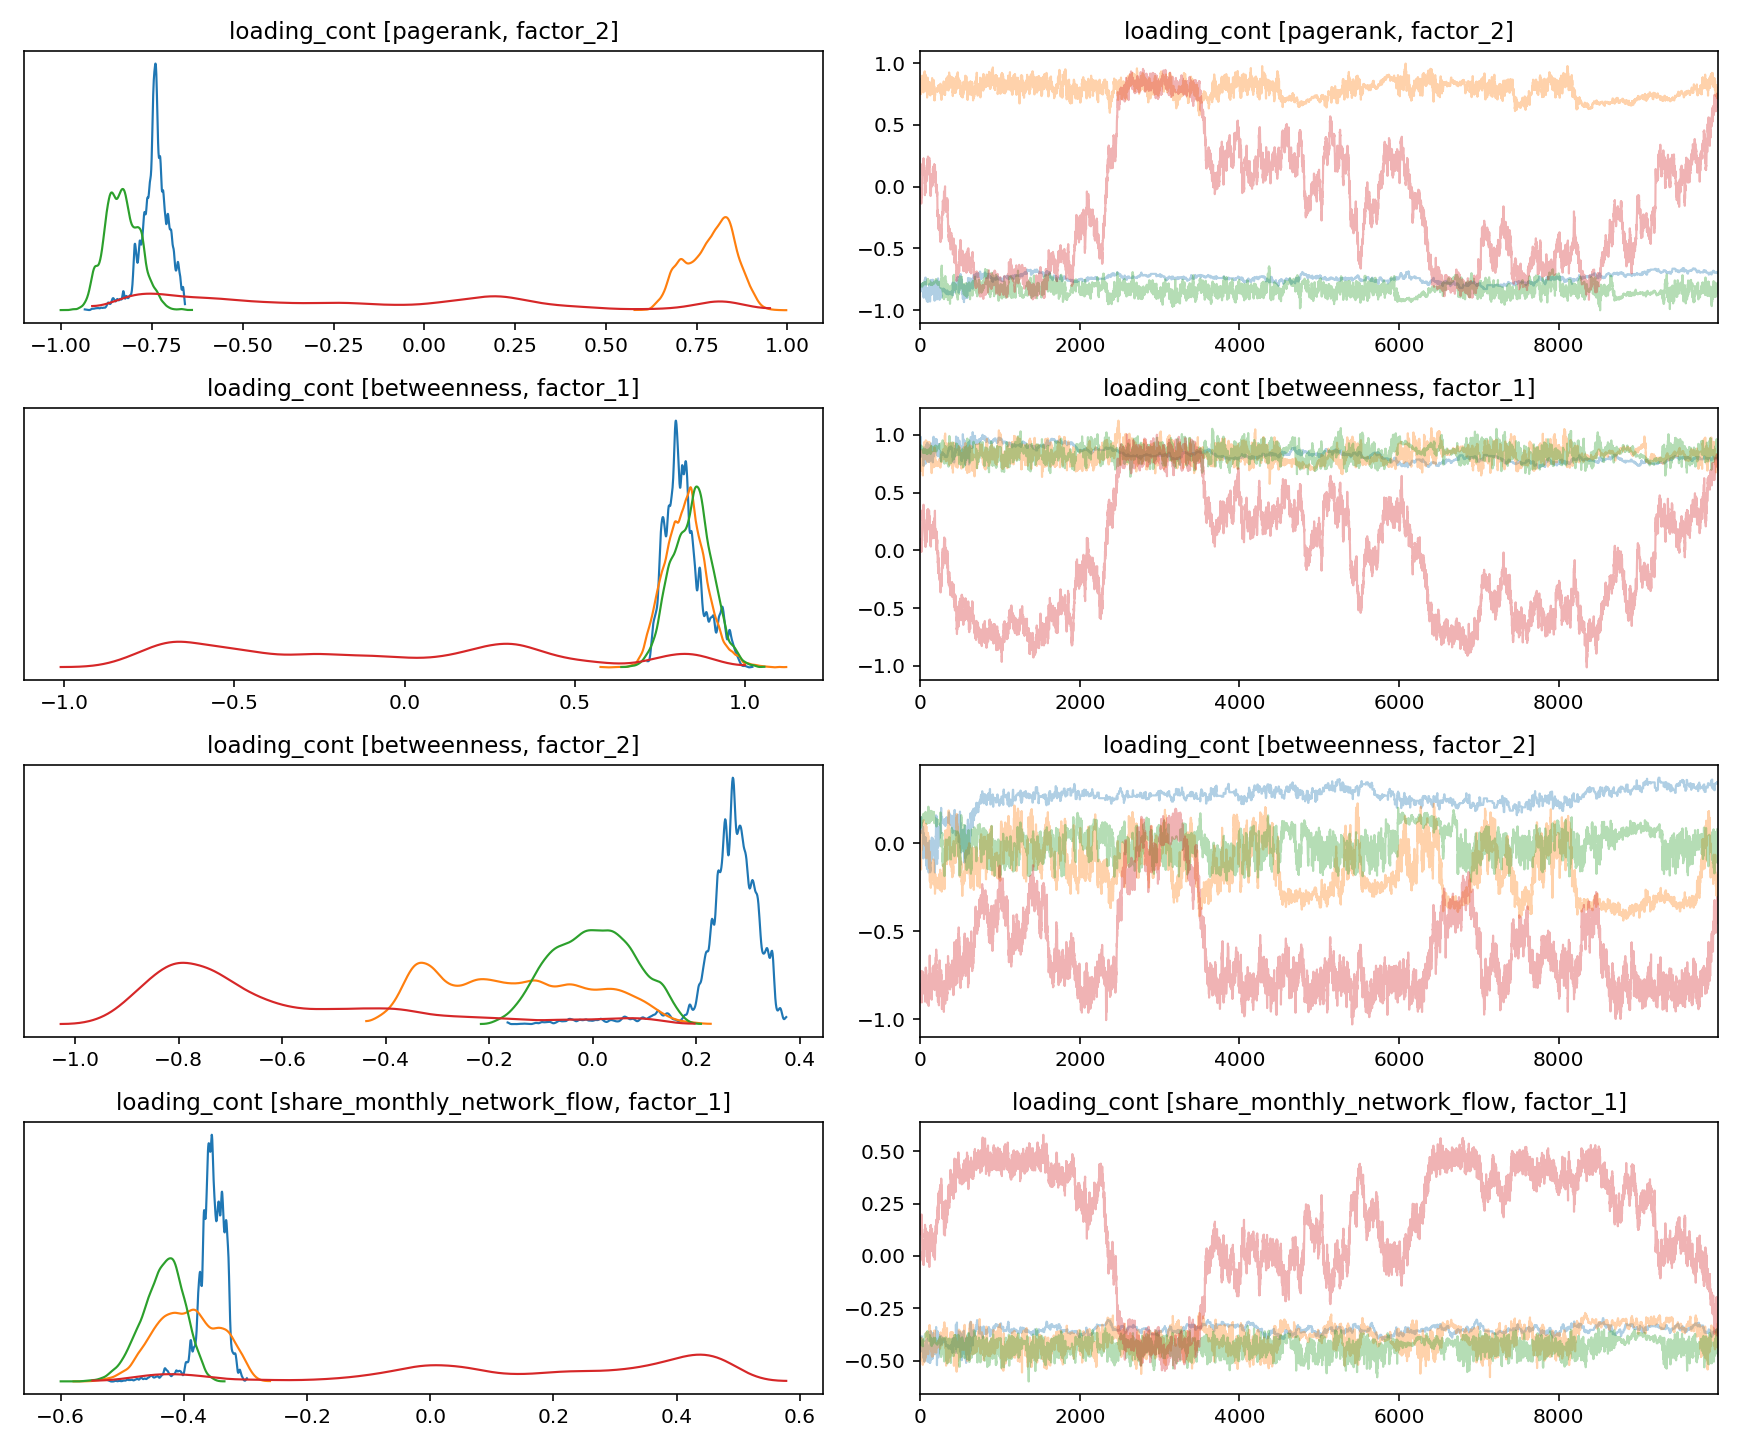 loading_cont [pagerank, factor_2]
loading_cont [pagerank, factor_2]
1.0
0.5
0.0
−0.5
−1.0
−1.00 −0.75 −0.50 −0.25 0.00 0.25 0.50 0.75 1.00
0 2000 4000 6000 8000
loading_cont [betweenness, factor_1]
loading_cont [betweenness, factor_1]
1.0
0.5
0.0
−0.5
−1.0
−1.0 −0.5 0.0 0.5 1.0
0 2000 4000 6000 8000
loading_cont [betweenness, factor_2]
loading_cont [betweenness, factor_2]
0.0
−0.5
−1.0
−1.0 −0.8 −0.6 −0.4 −0.2 0.0 0.2 0.4
0 2000 4000 6000 8000
loading_cont [share_monthly_network_flow, factor_1]
loading_cont [share_monthly_network_flow, factor_1]
0.50
0.25
0.00
−0.25
−0.50
−0.6 −0.4 −0.2 0.0 0.2 0.4 0.6
0 2000 4000 6000 8000